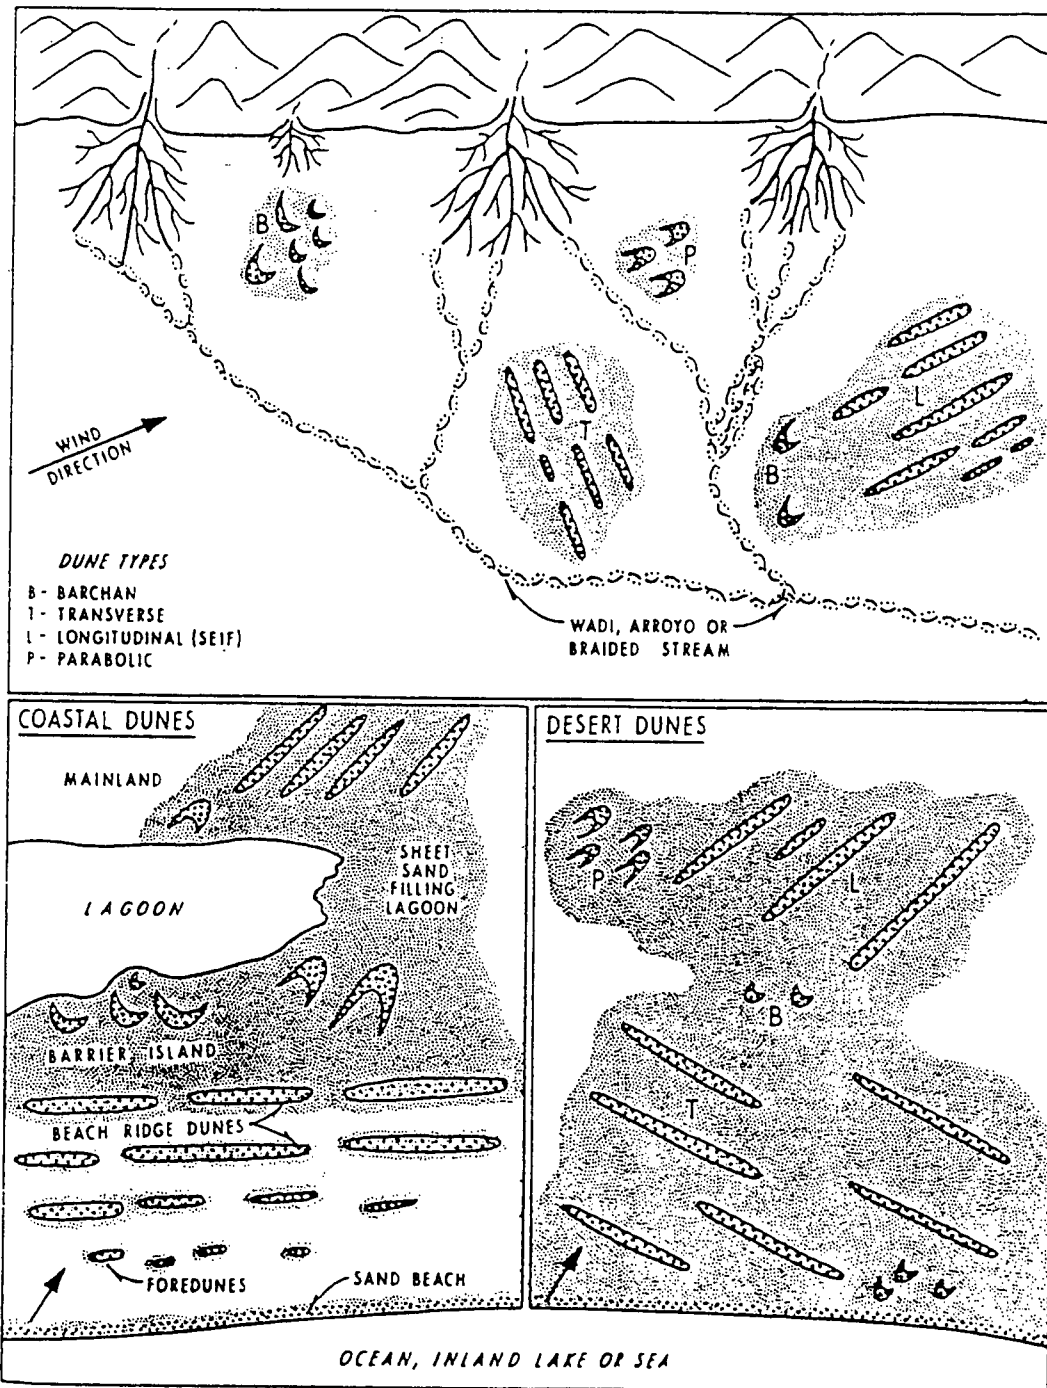 B
P
T
L
B
WIND
DIRECTION
DUNE TYPES
B - BARCHAN
T - TRANSVERSE
L - LONGITUDINAL (SEIF)
P - PARABOLIC
WADI, ARROYO OR
BRAIDED STREAM
COASTAL DUNES
MAINLAND
LAGOON
SHEET
SAND
FILLING
LAGOON
BARRIER ISLAND
BEACH RIDGE DUNES
FOREDUNES
SAND BEACH
DESERT DUNES
P
L
B
T
OCEAN, INLAND LAKE OR SEA